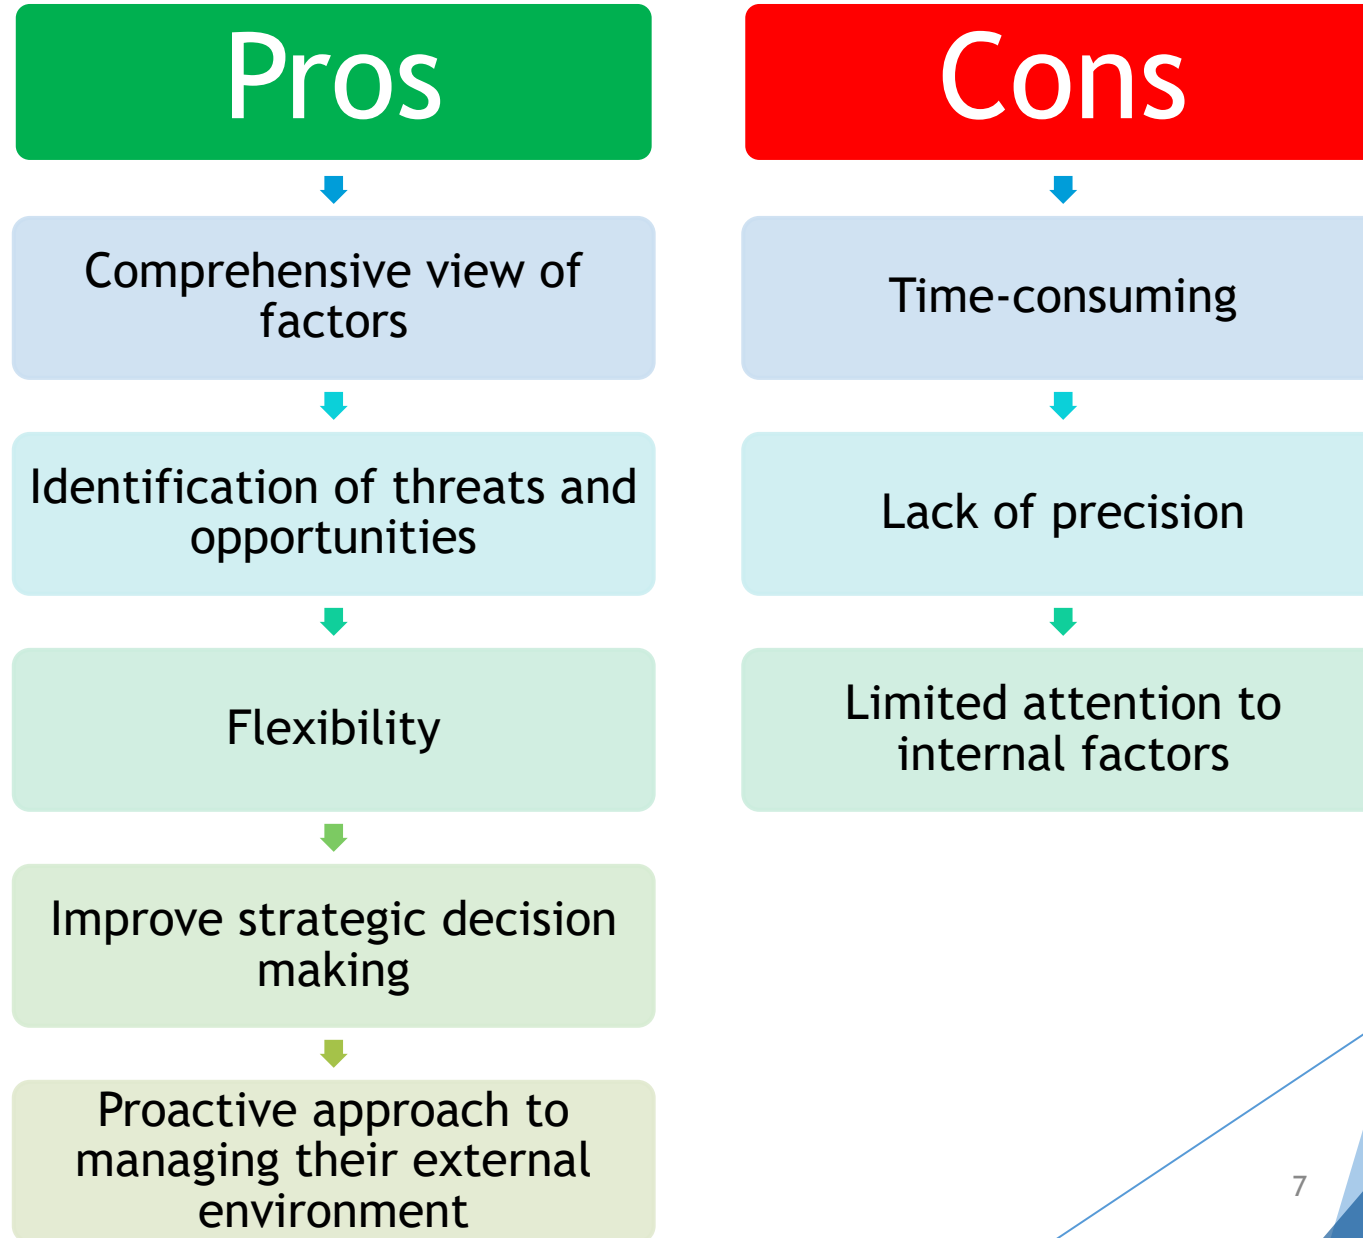 Pros
Comprehensive view of
factors
Identification of threats and
opportunities
Flexibility
Improve strategic decision
making
Proactive approach to
managing their external
environment
Cons
Time-consuming
Lack of precision
Limited attention to
internal factors
7